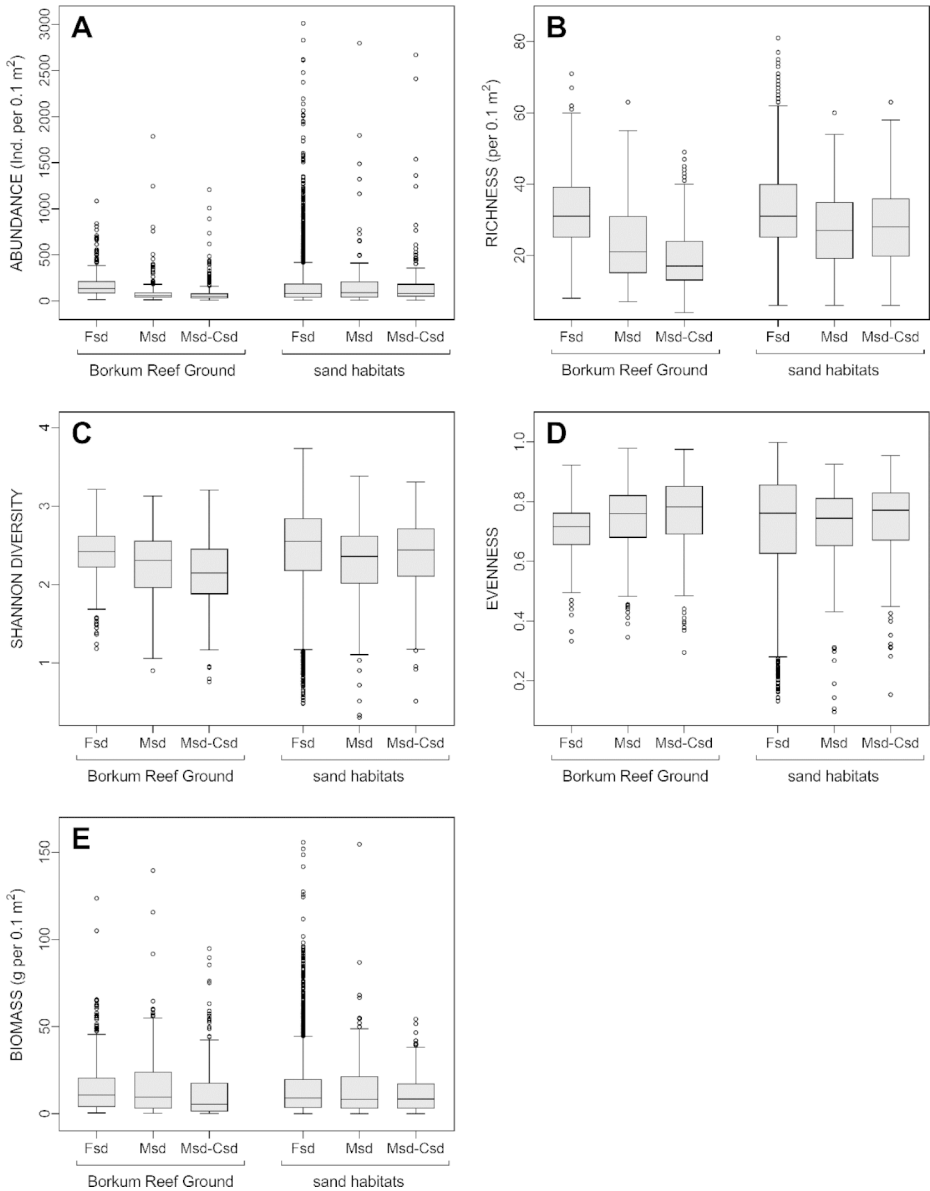 A
ABUNDANCE (Ind. per 0.1 m²)
0 500 1000 1500 2000 2500 3000
Fsd Msd Msd-Csd Fsd Msd Msd-Csd
Borkum Reef Ground sand habitats
B
RICHNESS (per 0.1 m²)
20 40 60 80
Fsd Msd Msd-Csd Fsd Msd Msd-Csd
Borkum Reef Ground sand habitats
C
SHANNON DIVERSITY
1 2 3 4
Fsd Msd Msd-Csd Fsd Msd Msd-Csd
Borkum Reef Ground sand habitats
D
EVENNESS
0.2 0.4 0.6 0.8 1.0
Fsd Msd Msd-Csd Fsd Msd Msd-Csd
Borkum Reef Ground sand habitats
E
BIOMASS (g per 0.1 m²)
0 50 100 150
Fsd Msd Msd-Csd Fsd Msd Msd-Csd
Borkum Reef Ground sand habitats